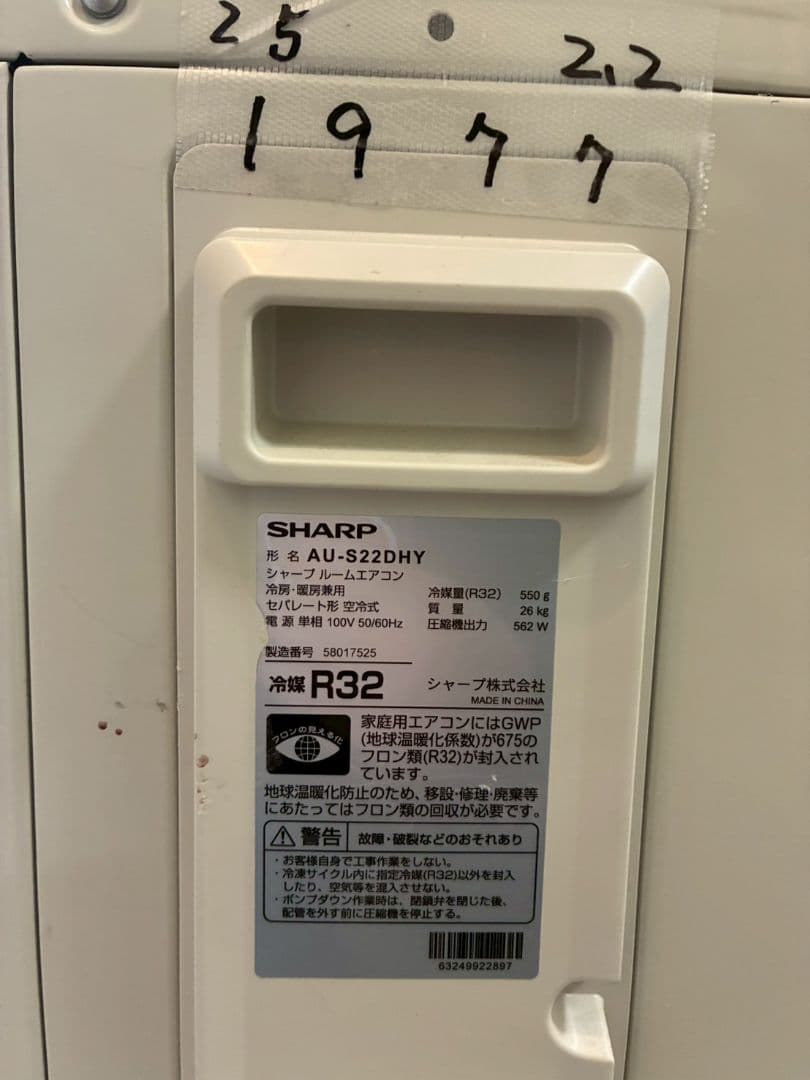 25 2.2
1977
SHARP
形名 AU-S22DHY
シャープ ルームエアコン
冷房・暖房兼用
セパレート形 空冷式
電源 単相 100V 50/60Hz
冷媒量(R32) 550 g
質量 26 kg
圧縮機出力 562 W
製造番号 58017525
冷媒 R32
シャープ株式会社
MADE IN CHINA
フロンの見える化
家庭用エアコンにはGWP
(地球温暖化係数)が675の
フロン類(R32)が封入され
ています。
地球温暖化防止のため、移設・修理・廃棄等
にあたってはフロン類の回収が必要です。
⚠警告 故障・破裂などのおそれあり
・お客様自身で工事作業をしない。
・冷凍サイクル内に指定冷媒(R32)以外を封入
したり、空気等を混入させない。
・ポンプダウン作業時は、閉鎖弁を閉じた後、
配管を外す前に圧縮機を停止する。
63249922897